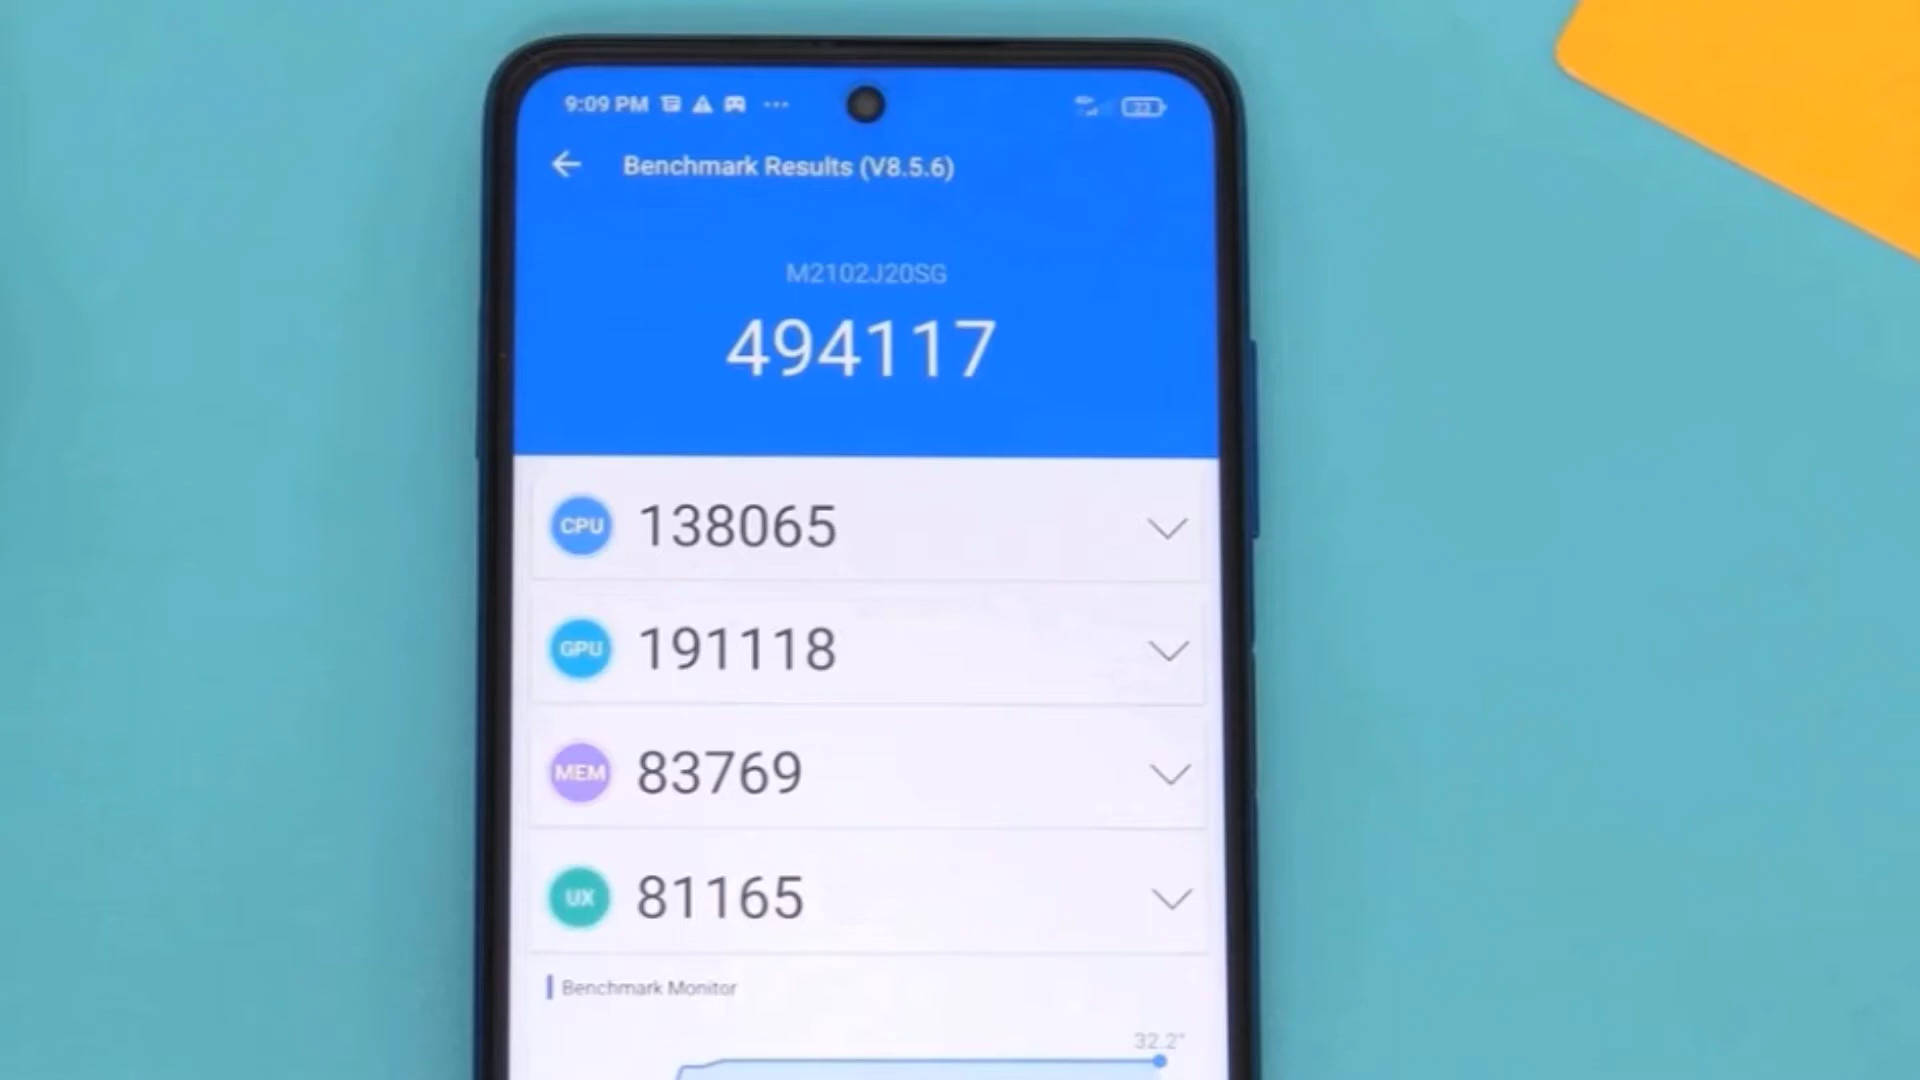 9:09 PM 23
Benchmark Results (V8.5.6)
M2102J20SG
494117
CPU 138065
GPU 191118
MEM 83769
UX 81165
Benchmark Monitor
32.2°